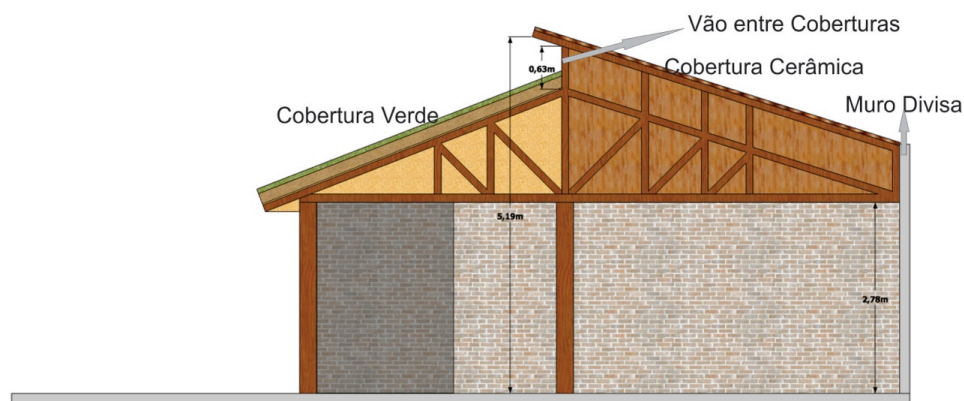 Vão entre Coberturas
0,63m
Cobertura Cerâmica
Muro Divisa
Cobertura Verde
5,19m
2,78m